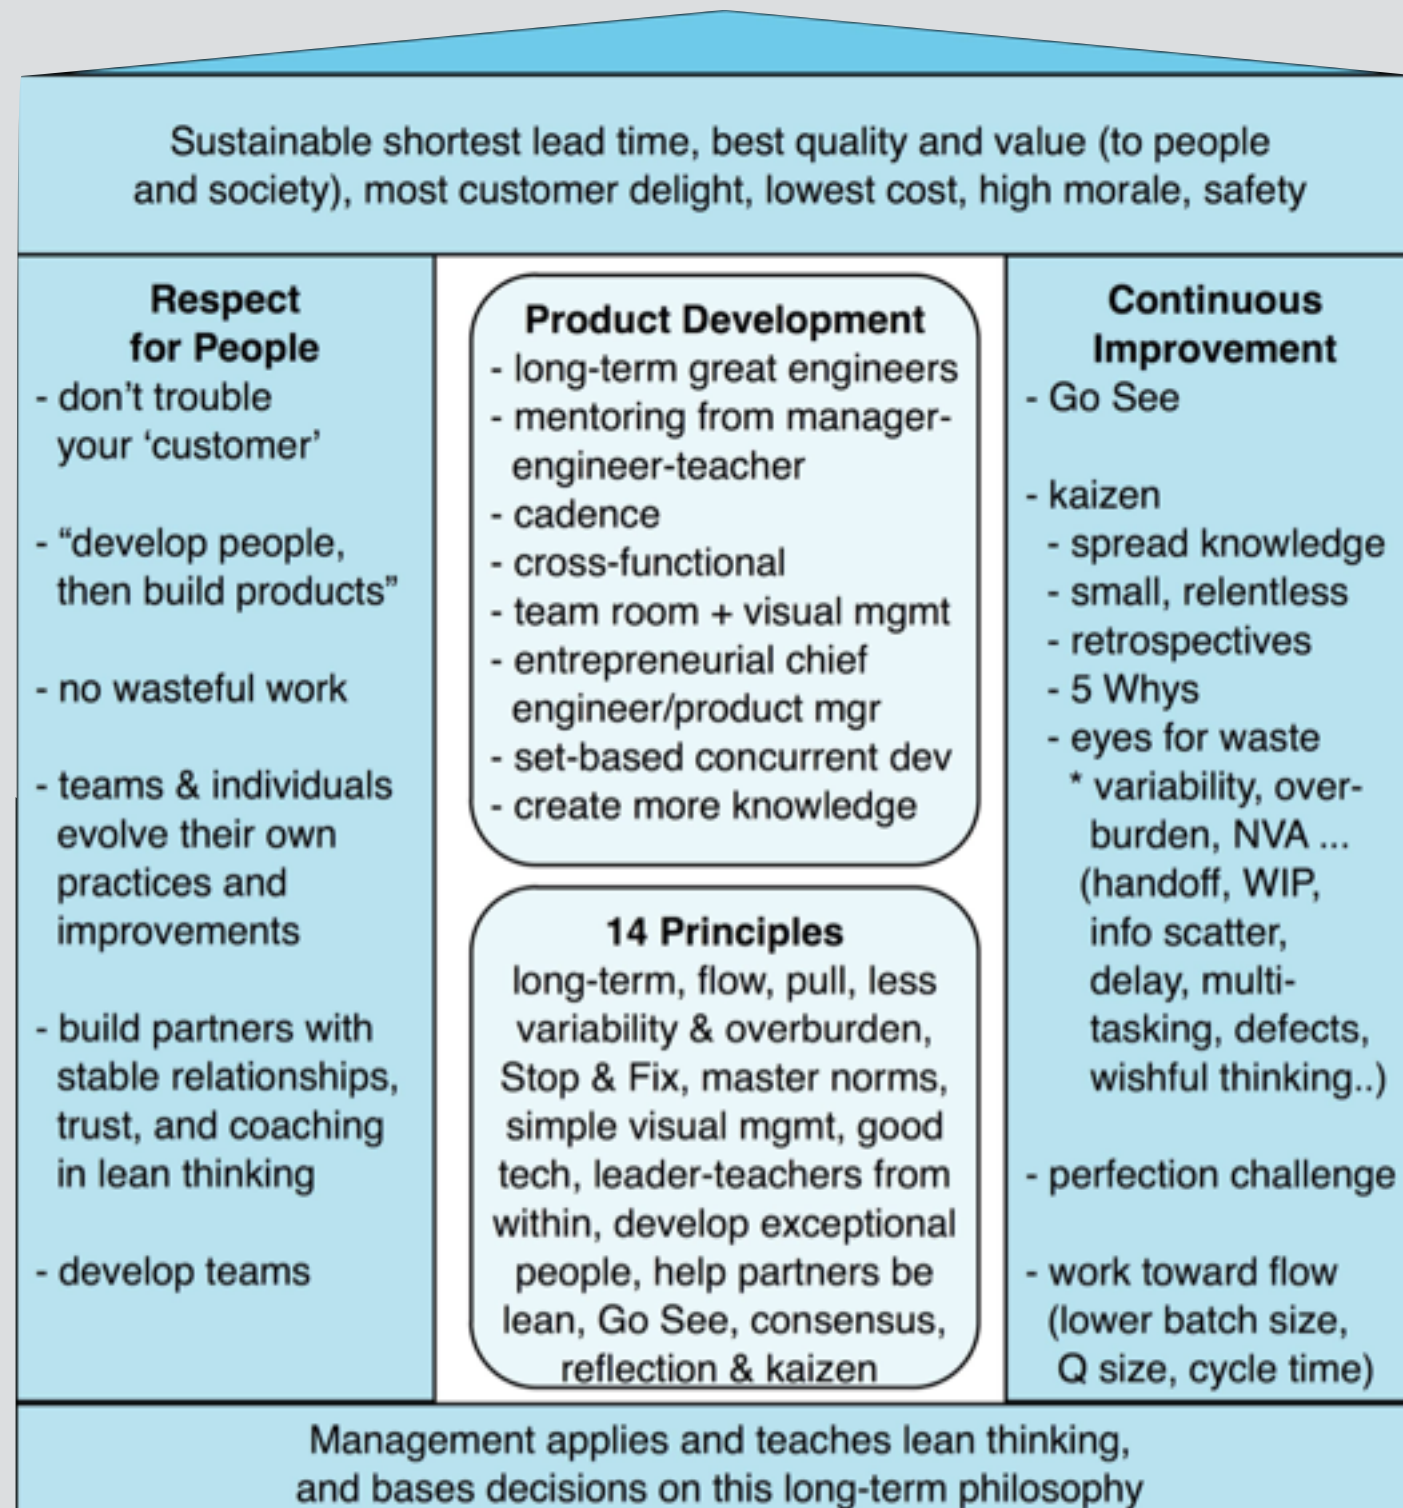 Sustainable shortest lead time, best quality and value (to people
and society), most customer delight, lowest cost, high morale, safety
Respect
for People
- don’t trouble
your ‘customer’
- “develop people,
then build products”
- no wasteful work
- teams & individuals
evolve their own
practices and
improvements
- build partners with
stable relationships,
trust, and coaching
in lean thinking
- develop teams
Product Development
- long-term great engineers
- mentoring from manager-
engineer-teacher
- cadence
- cross-functional
- team room + visual mgmt
- entrepreneurial chief
engineer/product mgr
- set-based concurrent dev
- create more knowledge
14 Principles
long-term, flow, pull, less
variability & overburden,
Stop & Fix, master norms,
simple visual mgmt, good
tech, leader-teachers from
within, develop exceptional
people, help partners be
lean, Go See, consensus,
reflection & kaizen
Continuous
Improvement
- Go See
- kaizen
- spread knowledge
- small, relentless
- retrospectives
- 5 Whys
- eyes for waste
* variability, over-
burden, NVA ...
(handoff, WIP,
info scatter,
delay, multi-
tasking, defects,
wishful thinking..)
- perfection challenge
- work toward flow
(lower batch size,
Q size, cycle time)
Management applies and teaches lean thinking,
and bases decisions on this long-term philosophy